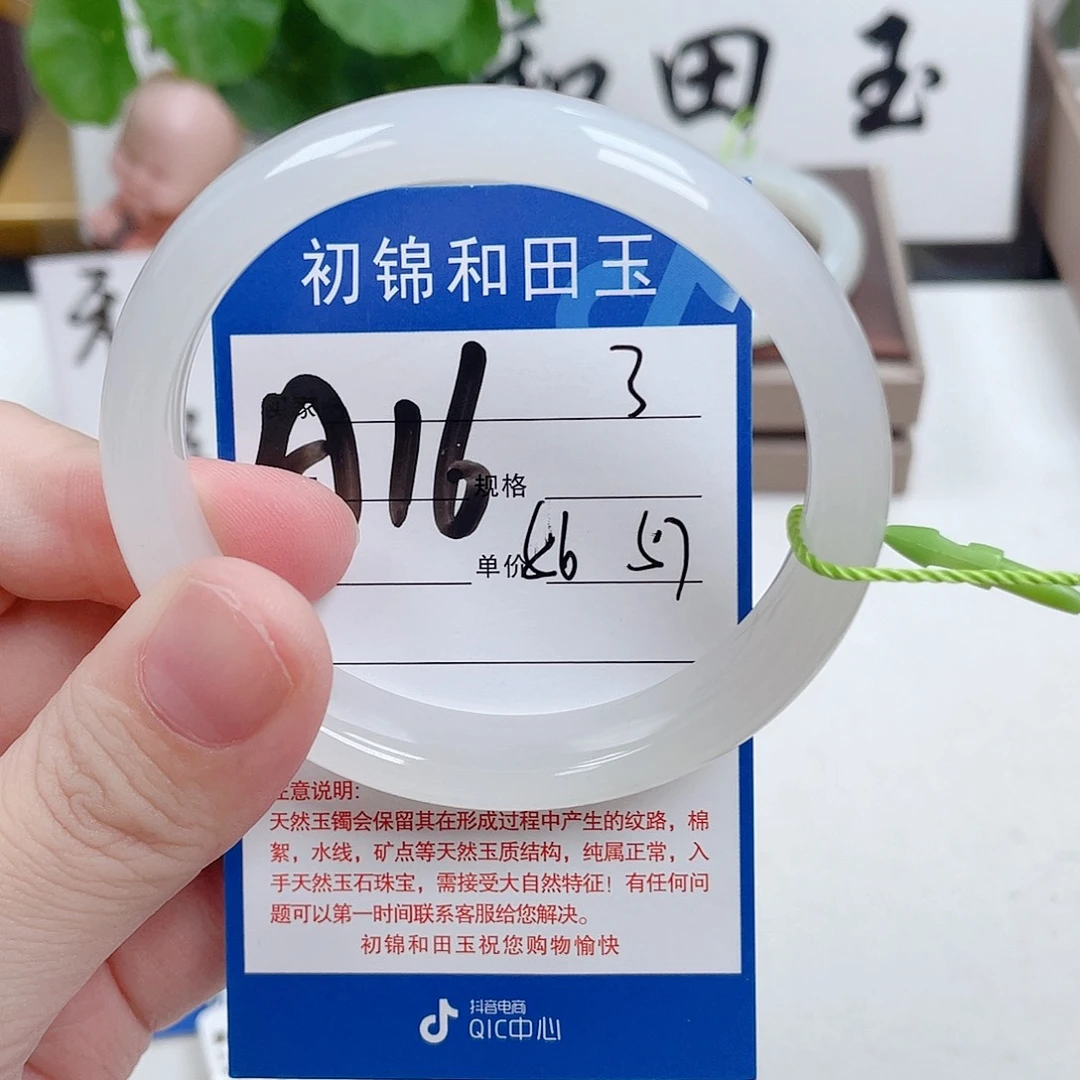 和田玉
初锦和田玉
买家
3
A16
规格
单价 56 57
注意说明:
天然玉镯会保留其在形成过程中产生的纹路，棉
絮，水线，矿点等天然玉质结构，纯属正常，入
手天然玉石珠宝，需接受大自然特征！有任何问
题可以第一时间联系客服给您解决。
初锦和田玉祝您购物愉快
抖音电商
QIC中心